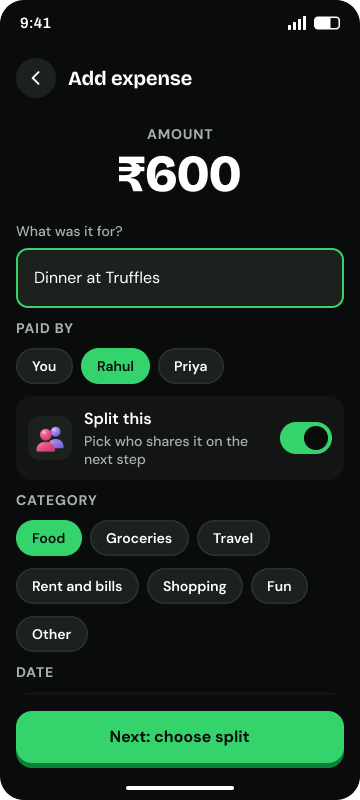 9:41
Add expense
AMOUNT
₹600
What was it for?
Dinner at Truffles
PAID BY
You Rahul Priya
Split this
Pick who shares it on the
next step
CATEGORY
Food Groceries Travel
Rent and bills Shopping Fun
Other
DATE
Next: choose split